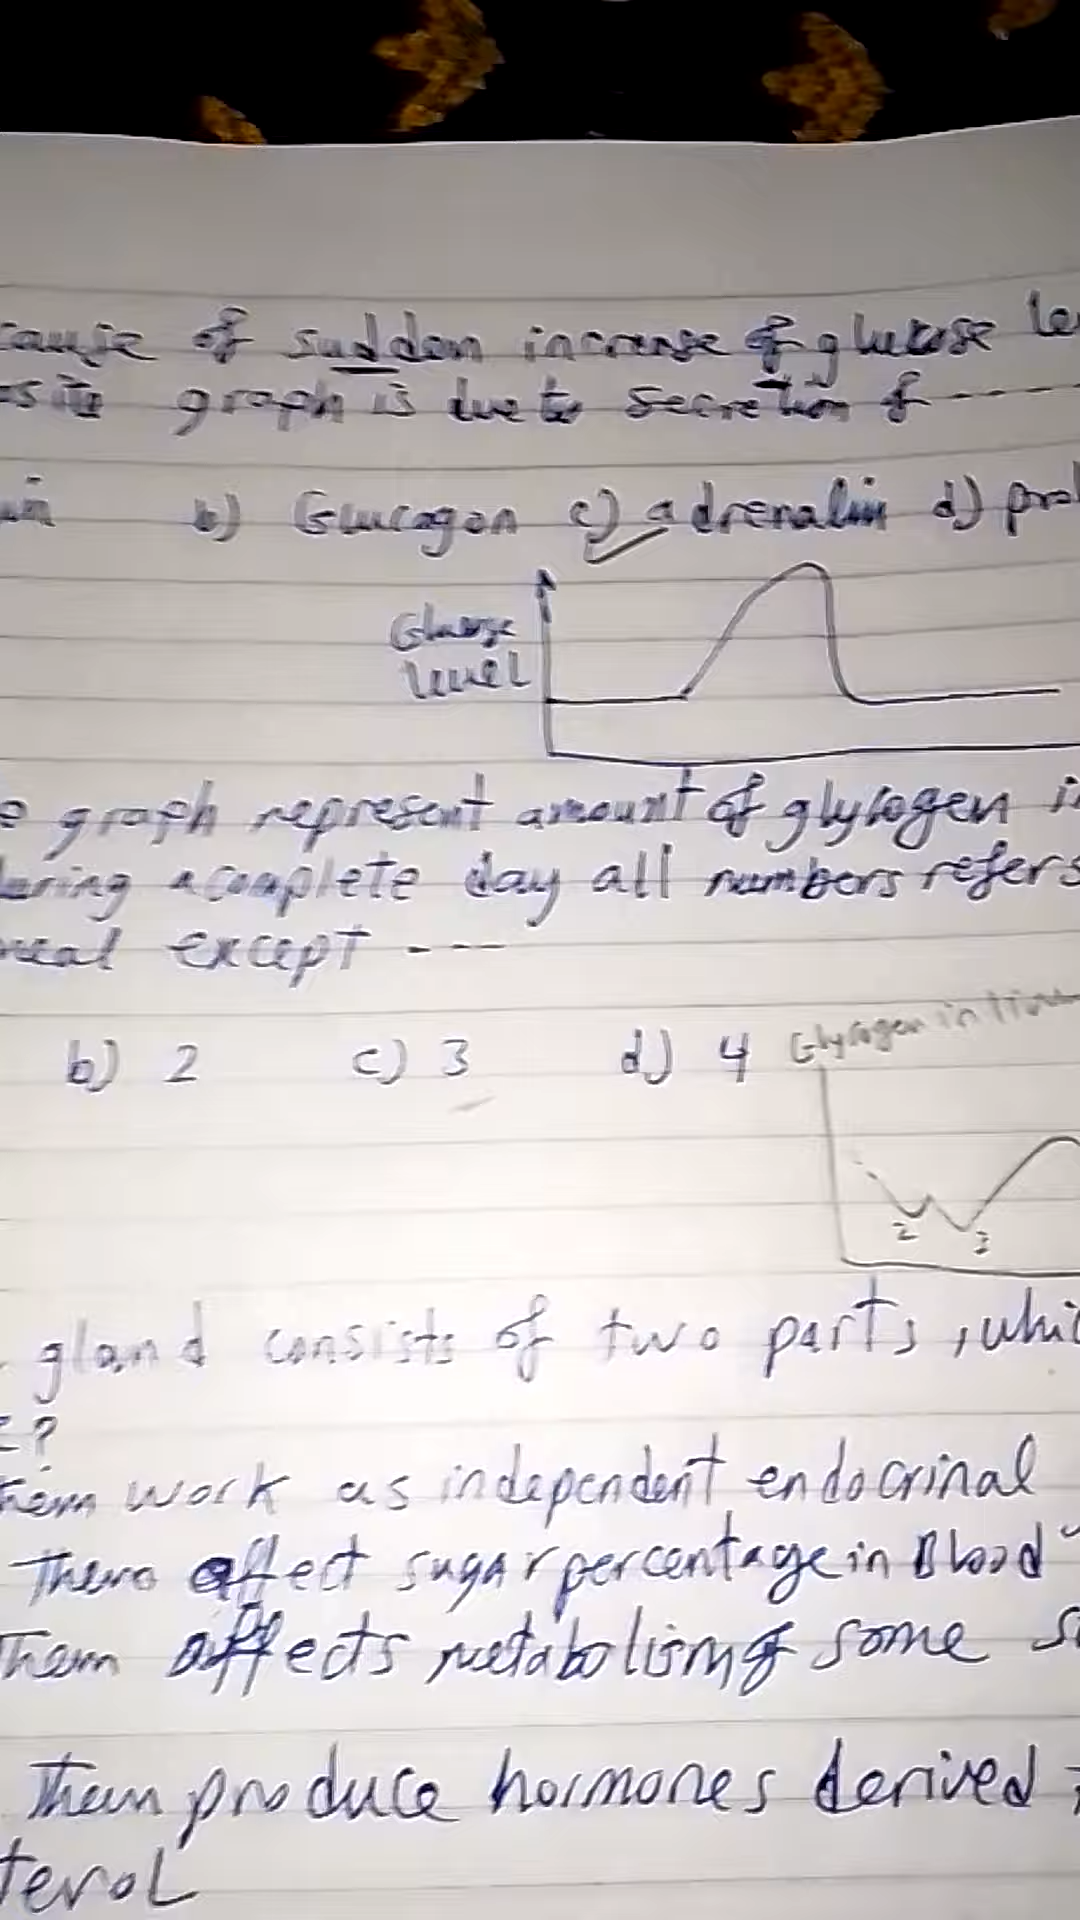 cause of sudden increase of glucose le
graph is due to secretion of -----
b) Glucagon c) adrenalin d) pro
Glucose
level
graph represent amount of glycogen i
during a complete day all numbers refers
meal except ---
b) 2 c) 3 d) 4
Glycogen in
2
3
gland consists of two parts, whi
?
them work as independent endocrinal
Them affect sugar percentage in Blood
Them affects metabolism of some s
Them produce hormones derived
terol